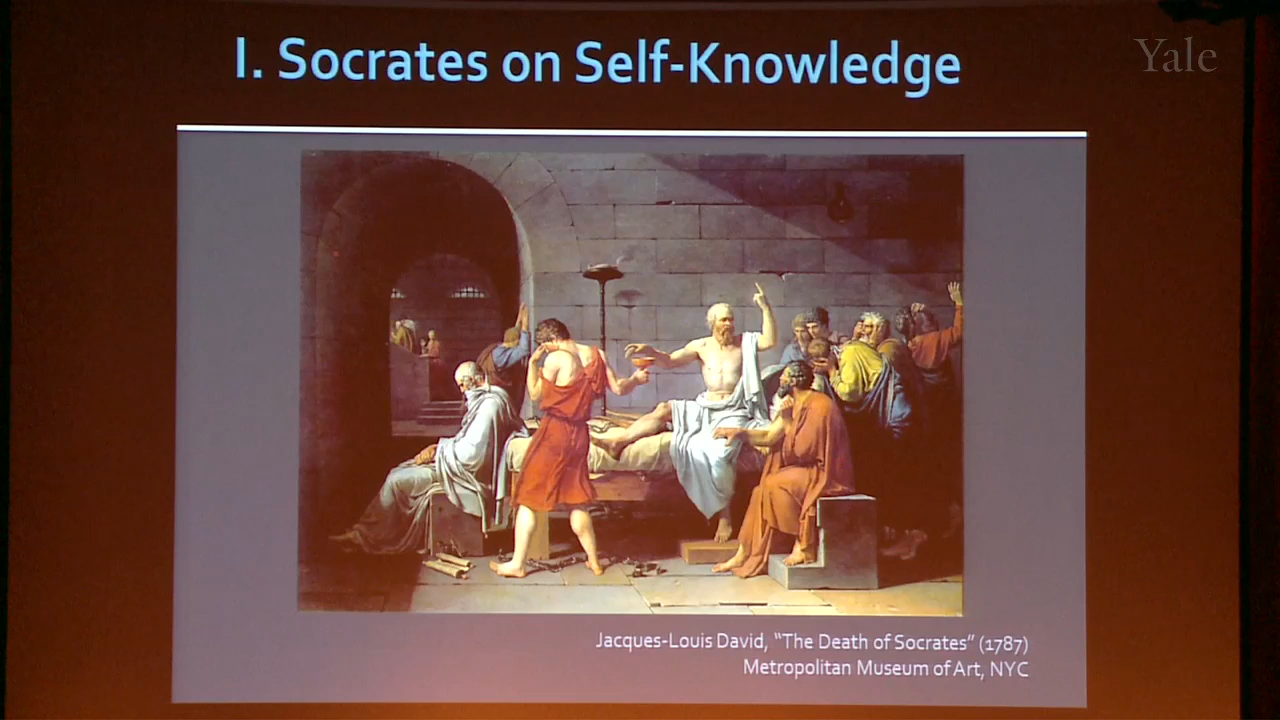 I. Socrates on Self-Knowledge
Yale
Jacques-Louis David, “The Death of Socrates” (1787)
Metropolitan Museum of Art, NYC